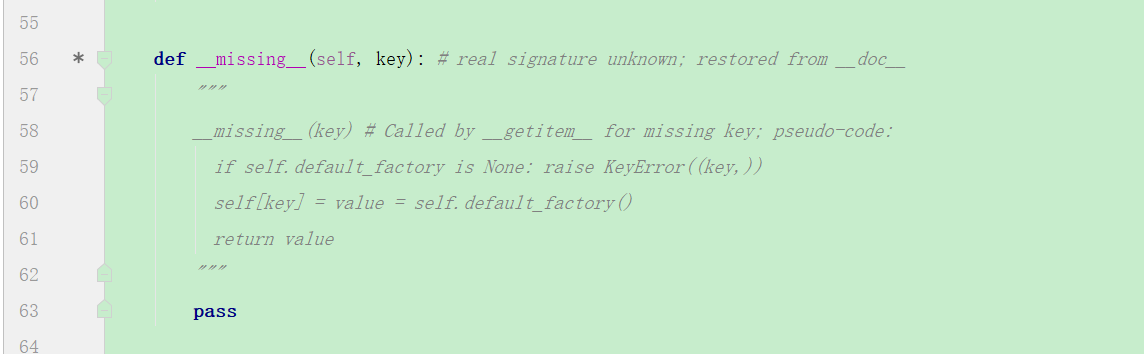 55
56 * def __missing__(self, key): # real signature unknown; restored from __doc__
57 """
58 __missing__(key) # Called by __getitem__ for missing key; pseudo-code:
59 if self.default_factory is None: raise KeyError((key,))
60 self[key] = value = self.default_factory()
61 return value
62 """
63 pass
64